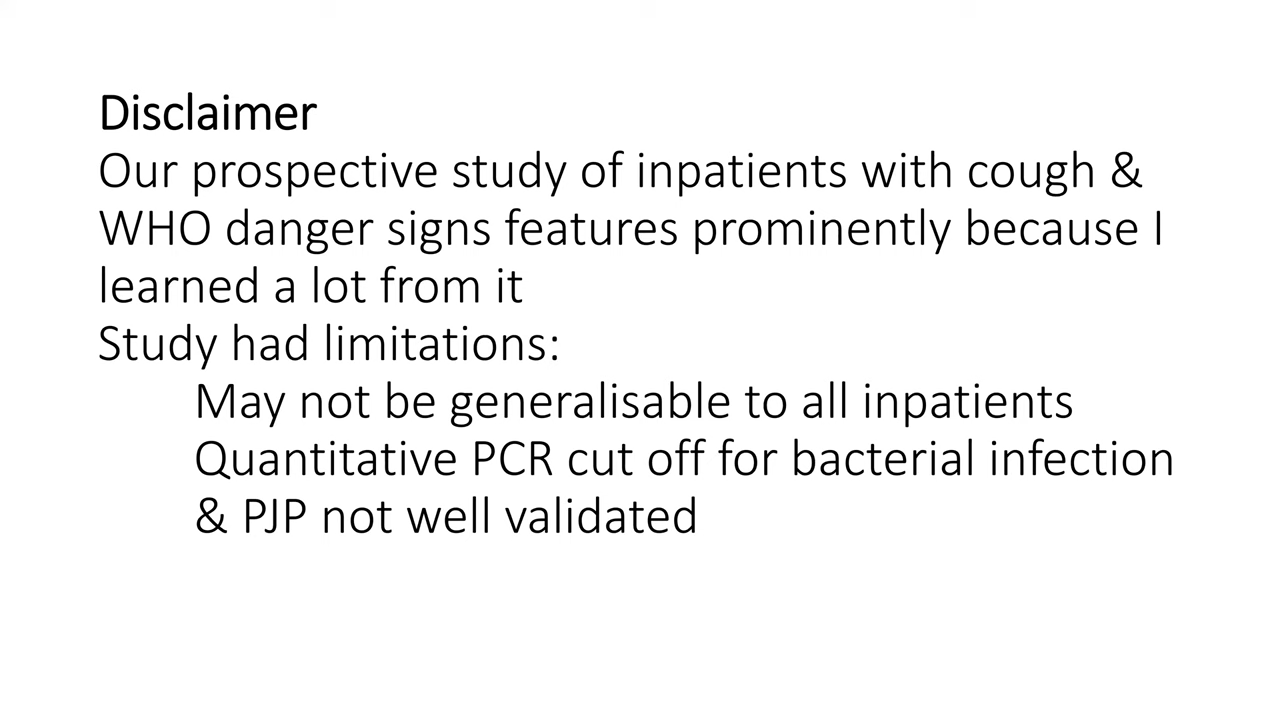 Disclaimer
Our prospective study of inpatients with cough &
WHO danger signs features prominently because I
learned a lot from it
Study had limitations:
May not be generalisable to all inpatients
Quantitative PCR cut off for bacterial infection
& PJP not well validated